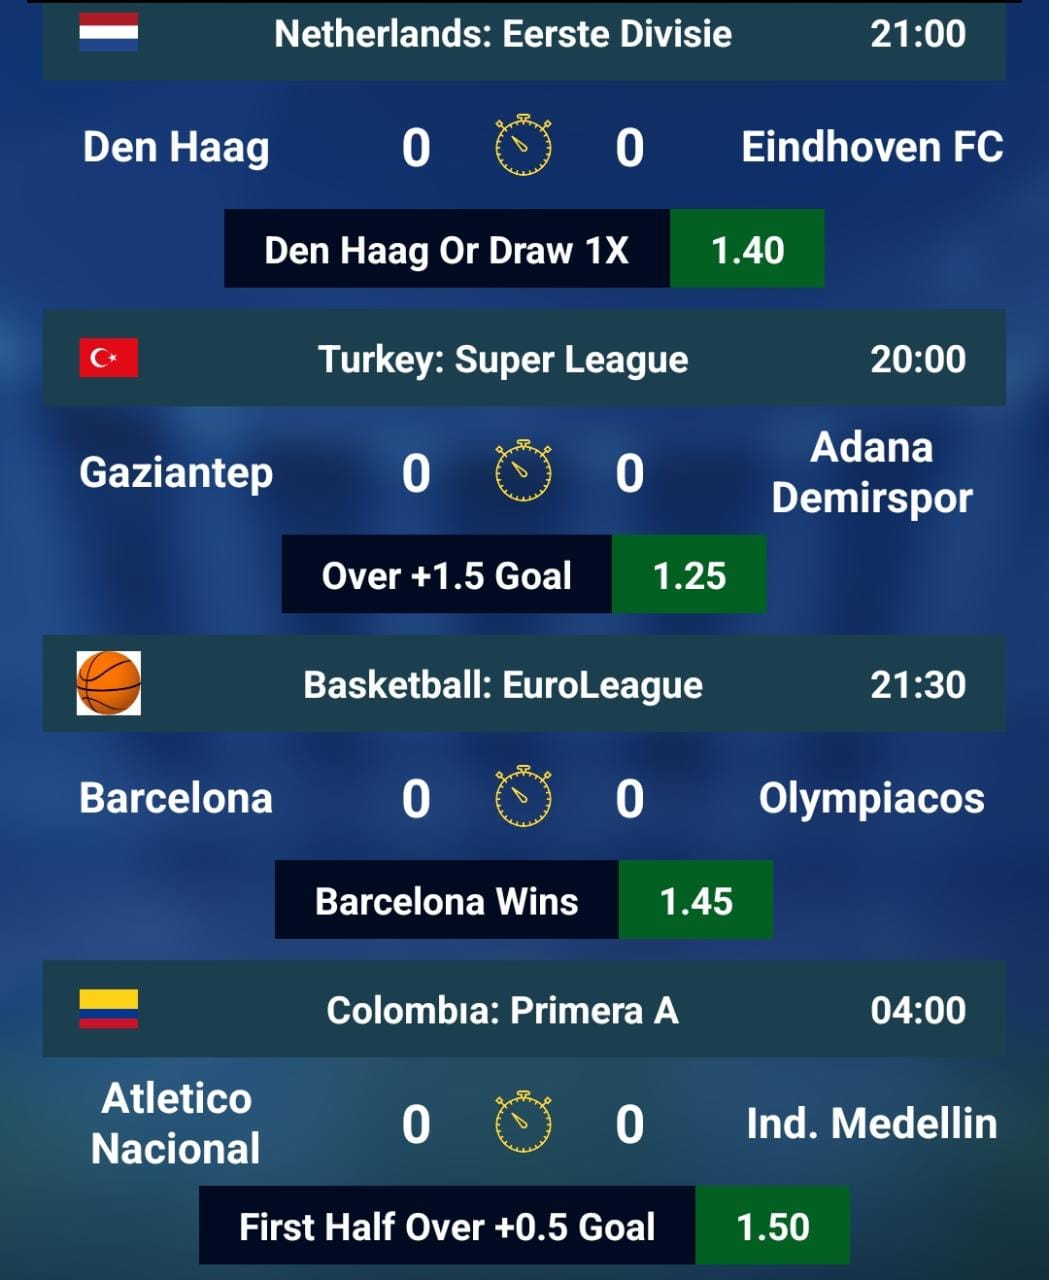 Netherlands: Eerste Divisie 21:00
Den Haag 0 0 Eindhoven FC
Den Haag Or Draw 1X 1.40
Turkey: Super League 20:00
Gaziantep 0 0 Adana
Demirspor
Over +1.5 Goal 1.25
Basketball: EuroLeague 21:30
Barcelona 0 0 Olympiacos
Barcelona Wins 1.45
Colombıa: Primera A 04:00
Atletico
Nacional 0 0 Ind. Medellin
First Half Over +0.5 Goal 1.50